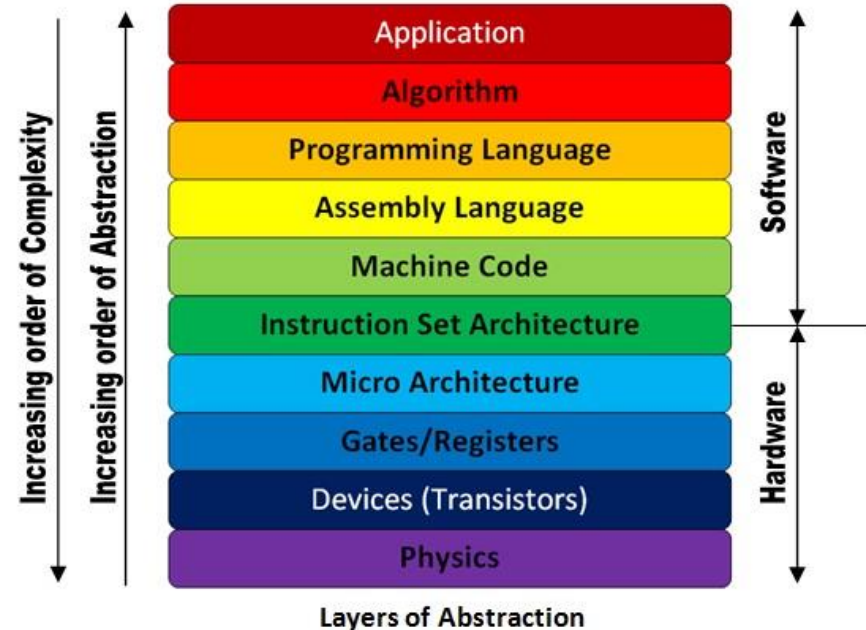 Increasing order of Complexity
Increasing order of Abstraction
Application
Algorithm
Programming Language
Assembly Language
Machine Code
Instruction Set Architecture
Micro Architecture
Gates/Registers
Devices (Transistors)
Physics
Software
Hardware
Layers of Abstraction